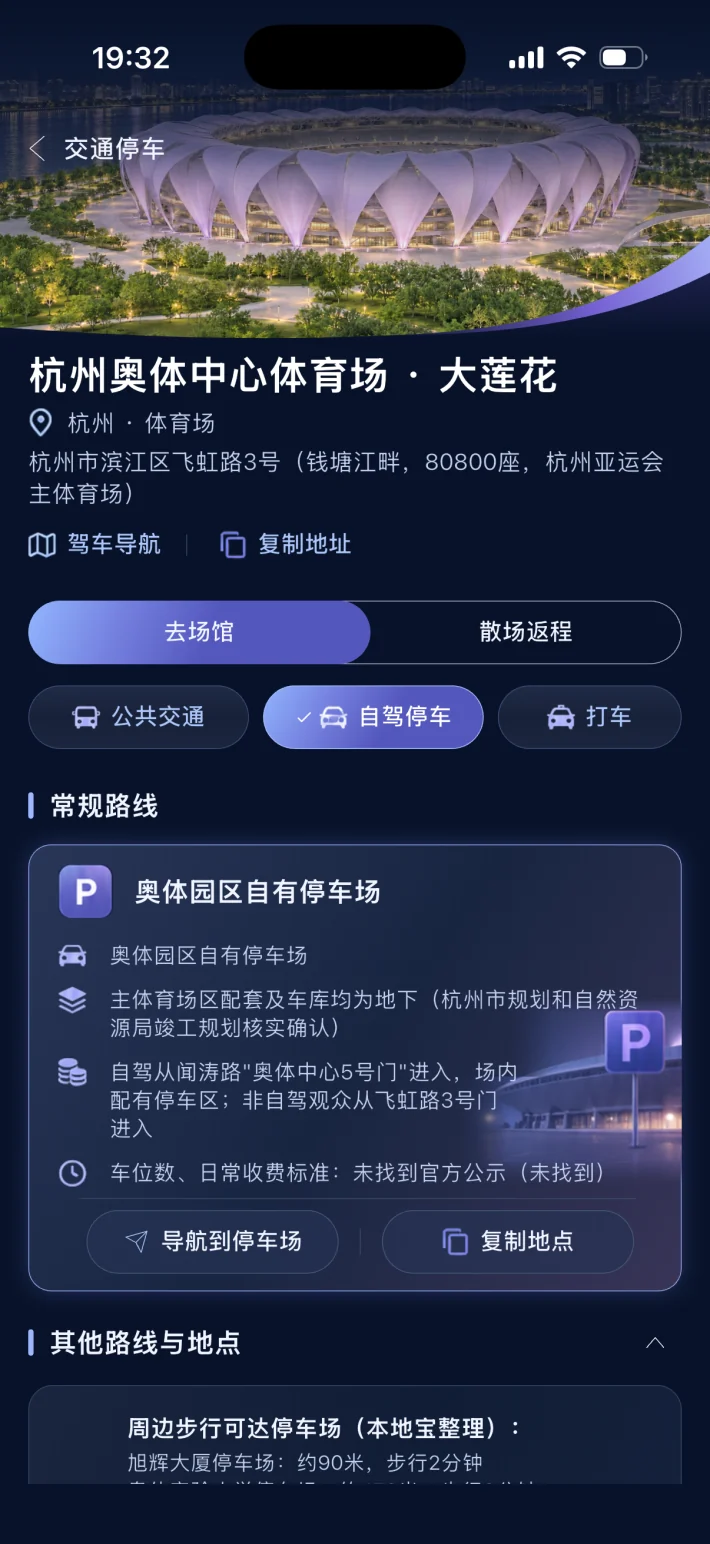 19:32
交通停车
杭州奥体中心体育场 · 大莲花
杭州 · 体育场
杭州市滨江区飞虹路3号（钱塘江畔，80800座，杭州亚运会
主体育场）
驾车导航
复制地址
去场馆
散场返程
公共交通
自驾停车
打车
常规路线
P
奥体园区自有停车场
奥体园区自有停车场
主体育场区配套及车库均为地下（杭州市规划和自然资
源局竣工规划核实确认）
P
自驾从闻涛路"奥体中心5号门"进入，场内
配有停车区；非自驾观众从飞虹路3号门
进入
车位数、日常收费标准：未找到官方公示（未找到）
导航到停车场
复制地点
其他路线与地点
周边步行可达停车场（本地宝整理）：
旭辉大厦停车场：约90米，步行2分钟